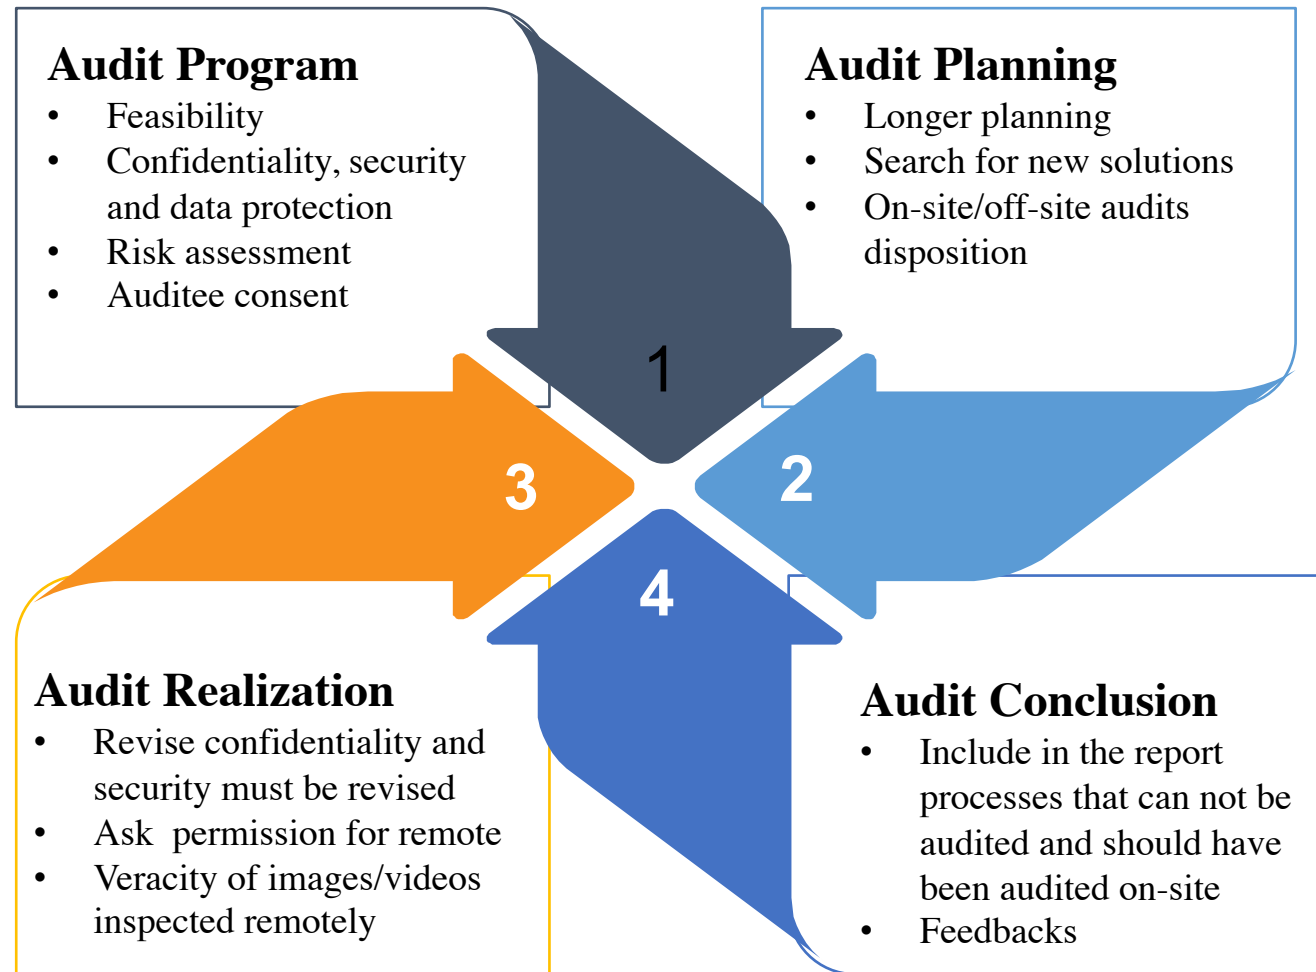 Audit Program
• Feasibility
• Confidentiality, security
and data protection
• Risk assessment
• Auditee consent
1
Audit Planning
• Longer planning
• Search for new solutions
• On-site/off-site audits
disposition
2
3
Audit Realization
• Revise confidentiality and
security must be revised
• Ask  permission for remote
• Veracity of images/videos
inspected remotely
4
Audit Conclusion
• Include in the report
processes that can not be
audited and should have
been audited on-site
• Feedbacks